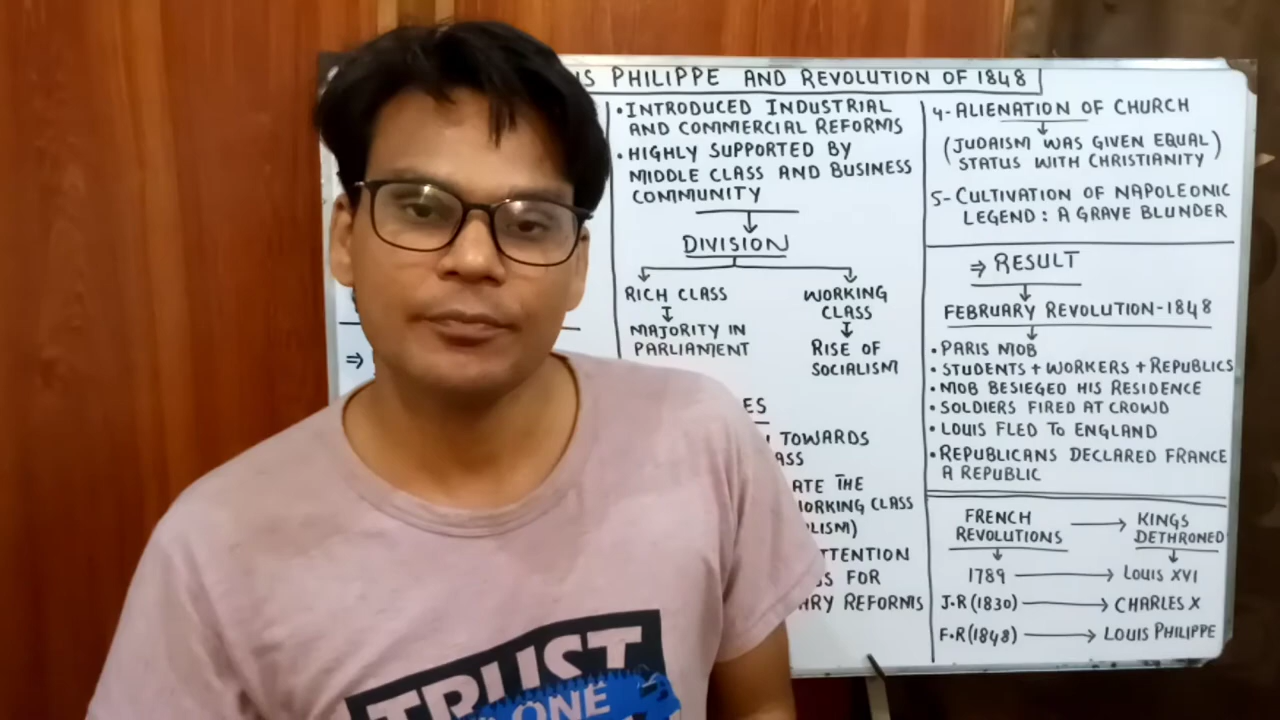 IS PHILIPPE AND REVOLUTION OF 1848
⇒
• INTRODUCED INDUSTRIAL
AND COMMERCIAL REFORMS
• HIGHLY SUPPORTED BY
MIDDLE CLASS AND BUSINESS
COMMUNITY
DIVISION
RICH CLASS
MAJORITY IN
PARLIAMENT
WORKING
CLASS
RISE OF
SOCIALISM
ES
TOWARDS
ASS
ATE THE
WORKING CLASS
LISM)
TTENTION
S FOR
ARY REFORMS
4- ALIENATION OF CHURCH
(JUDAISM WAS GIVEN EQUAL
STATUS WITH CHRISTIANITY)
5- CULTIVATION OF NAPOLEONIC
LEGEND : A GRAVE BLUNDER
⇒ RESULT
FEBRUARY REVOLUTION-1848
• PARIS MOB
• STUDENTS + WORKERS + REPUBLICS
• MOB BESIEGED HIS RESIDENCE
• SOLDIERS FIRED AT CROWD
• LOUIS FLED TO ENGLAND
• REPUBLICANS DECLARED FRANCE
A REPUBLIC
FRENCH REVOLUTIONS → KINGS DETHRONED
1789 → LOUIS XVI
J.R (1830) → CHARLES X
F.R (1848) → LOUIS PHILIPPE
TRUST
ONE